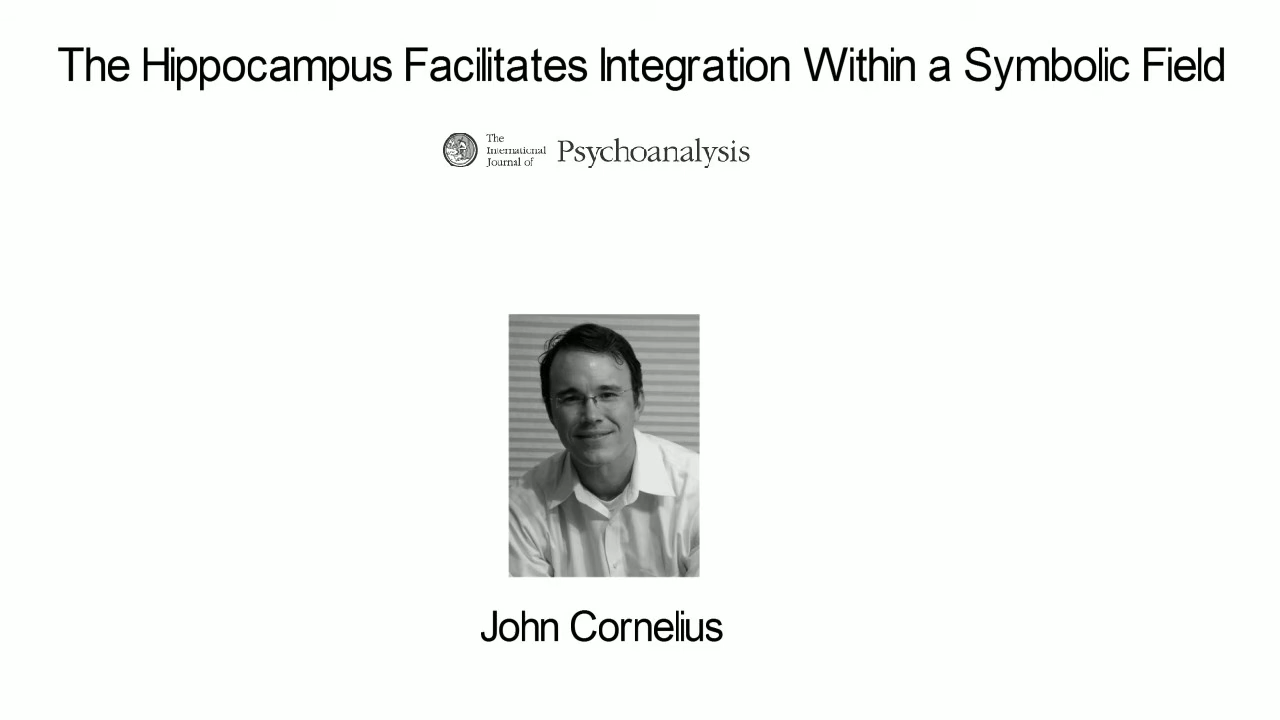 The Hippocampus Facilitates Integration Within a Symbolic Field
The
International
Journal of
Psychoanalysis
John Cornelius